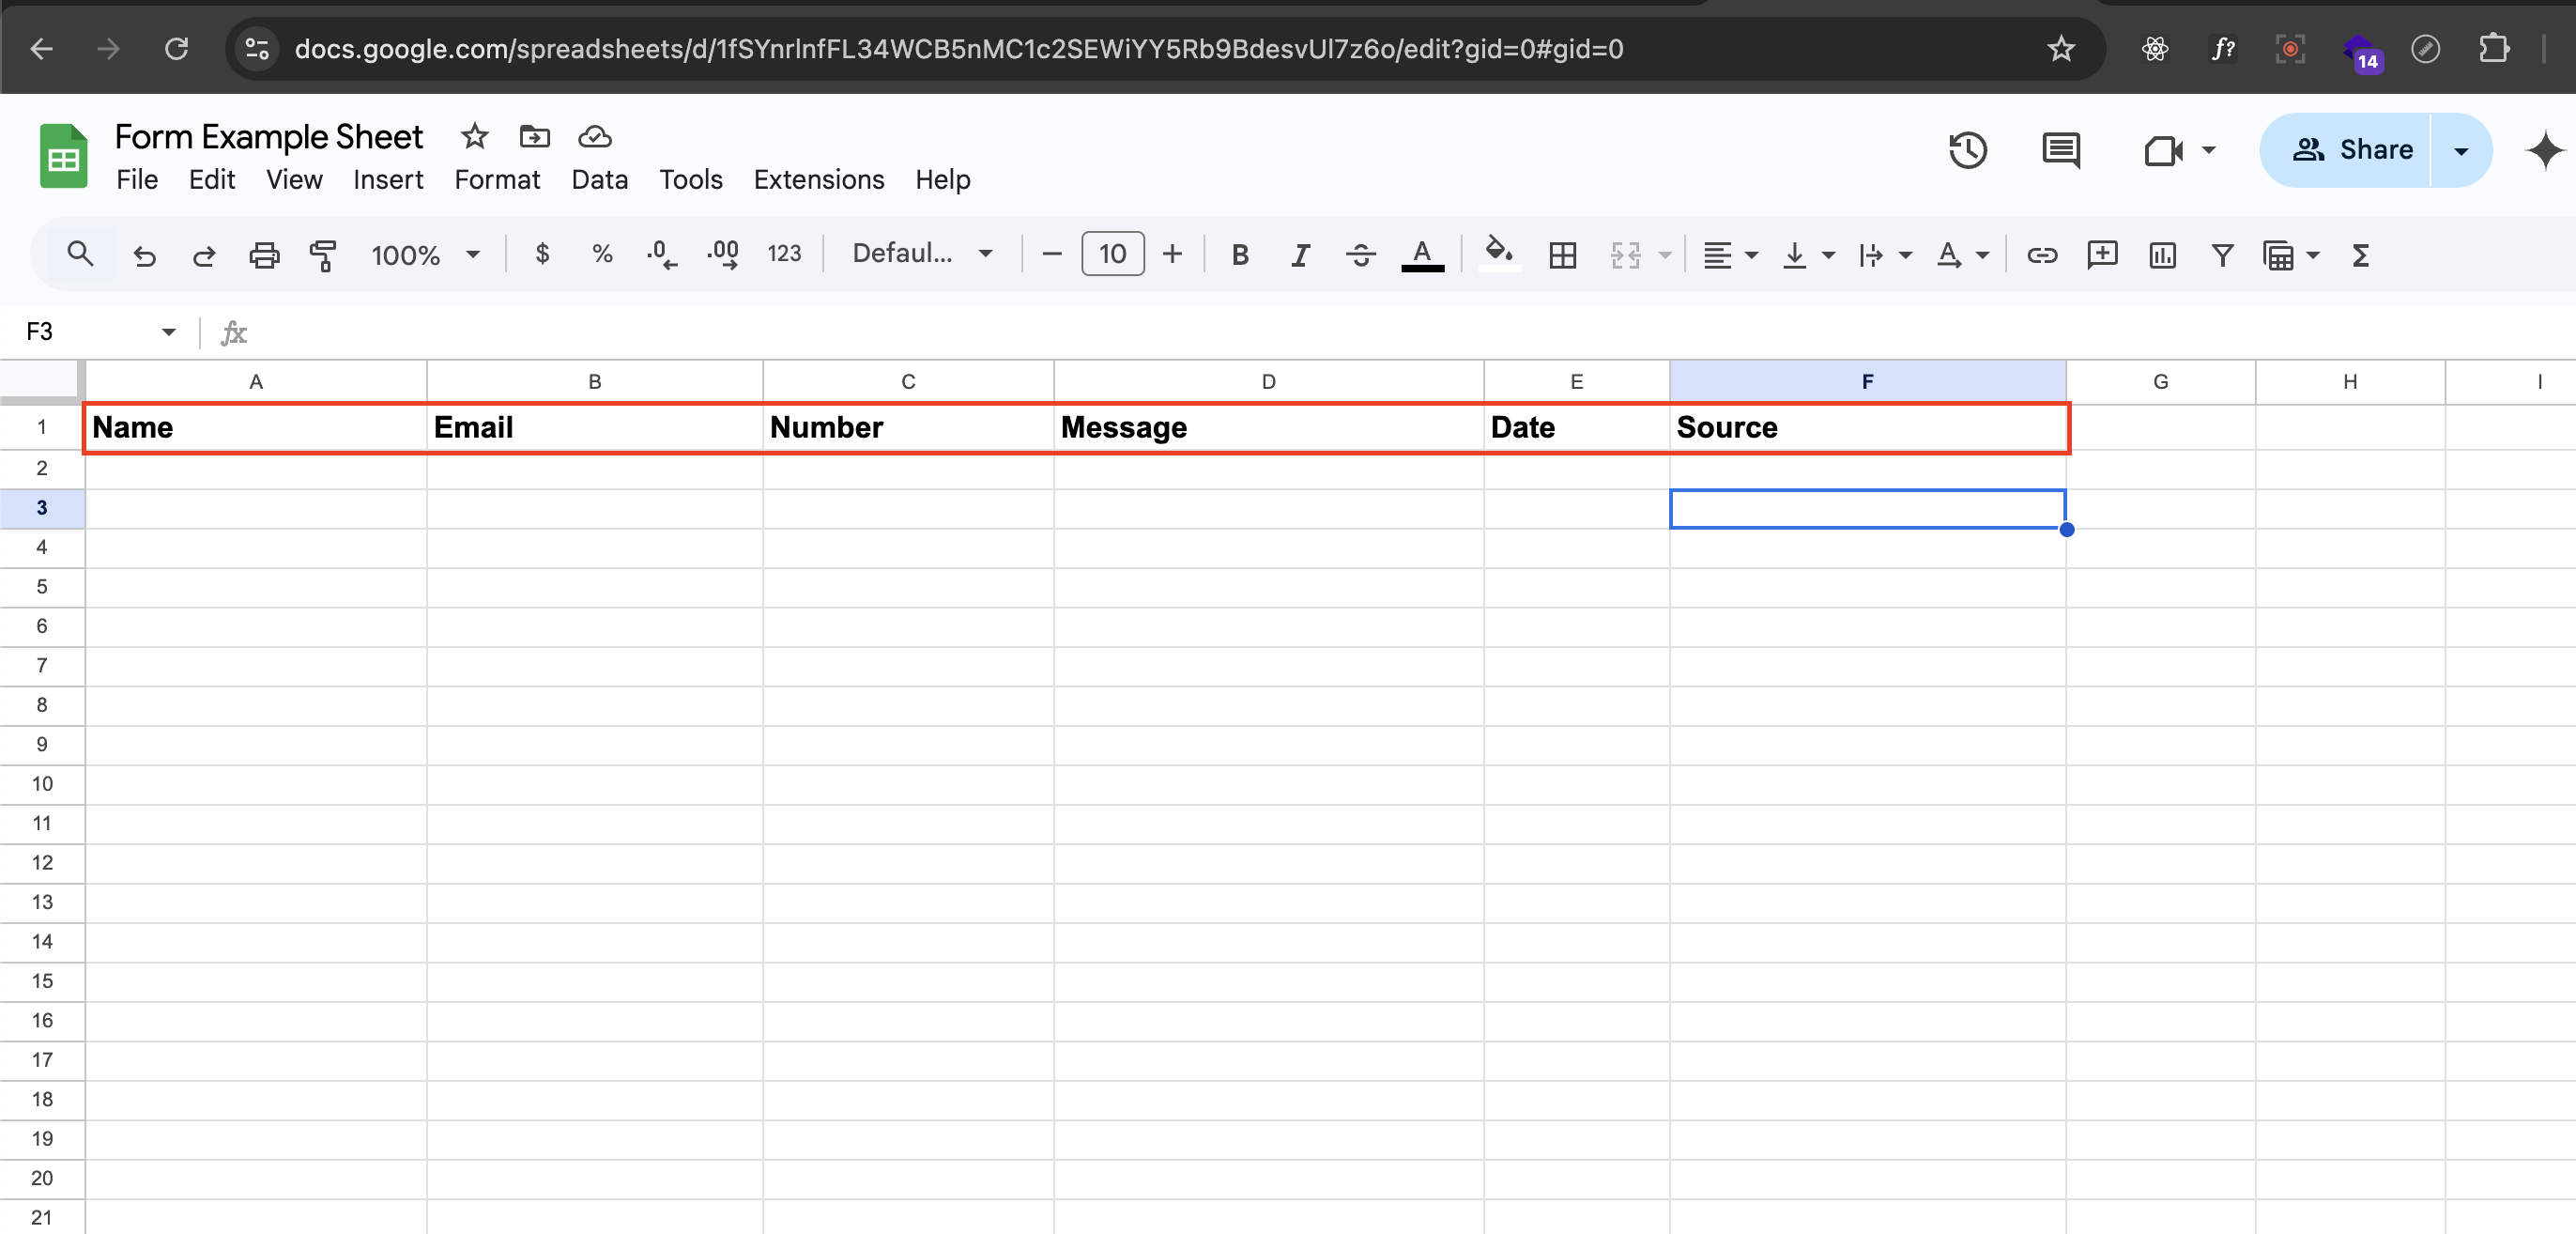 docs.google.com/spreadsheets/d/1fSYnrlnfFL34WCB5nMC1c2SEWiYY5Rb9BdesvUl7z6o/edit?gid=0#gid=0
f?
14
Form Example Sheet
File Edit View Insert Format Data Tools Extensions Help
Share
100% $ % .0 .00 123 Defaul... 10 B I S A A Σ
F3 fx
A B C D E F G H I
1 Name Email Number Message Date Source
2
3
4
5
6
7
8
9
10
11
12
13
14
15
16
17
18
19
20
21